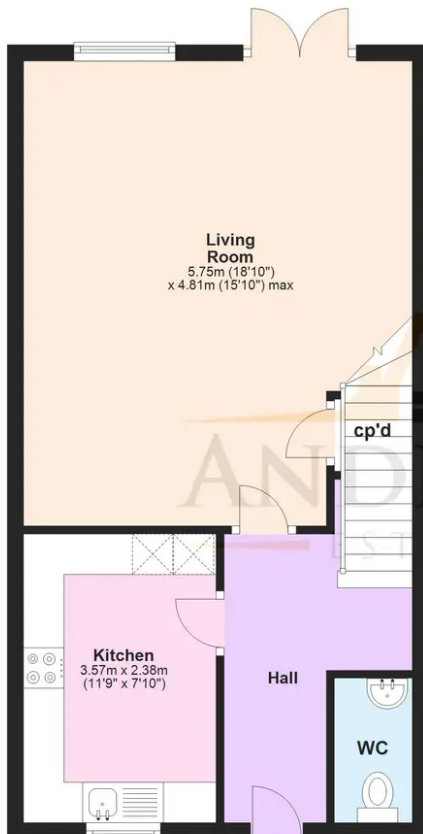 Living
Room
5.75m (18'10")
x 4.81m (15'10") max
cp'd
Kitchen
3.57m x 2.38m
(11'9" x 7'10")
Hall
WC